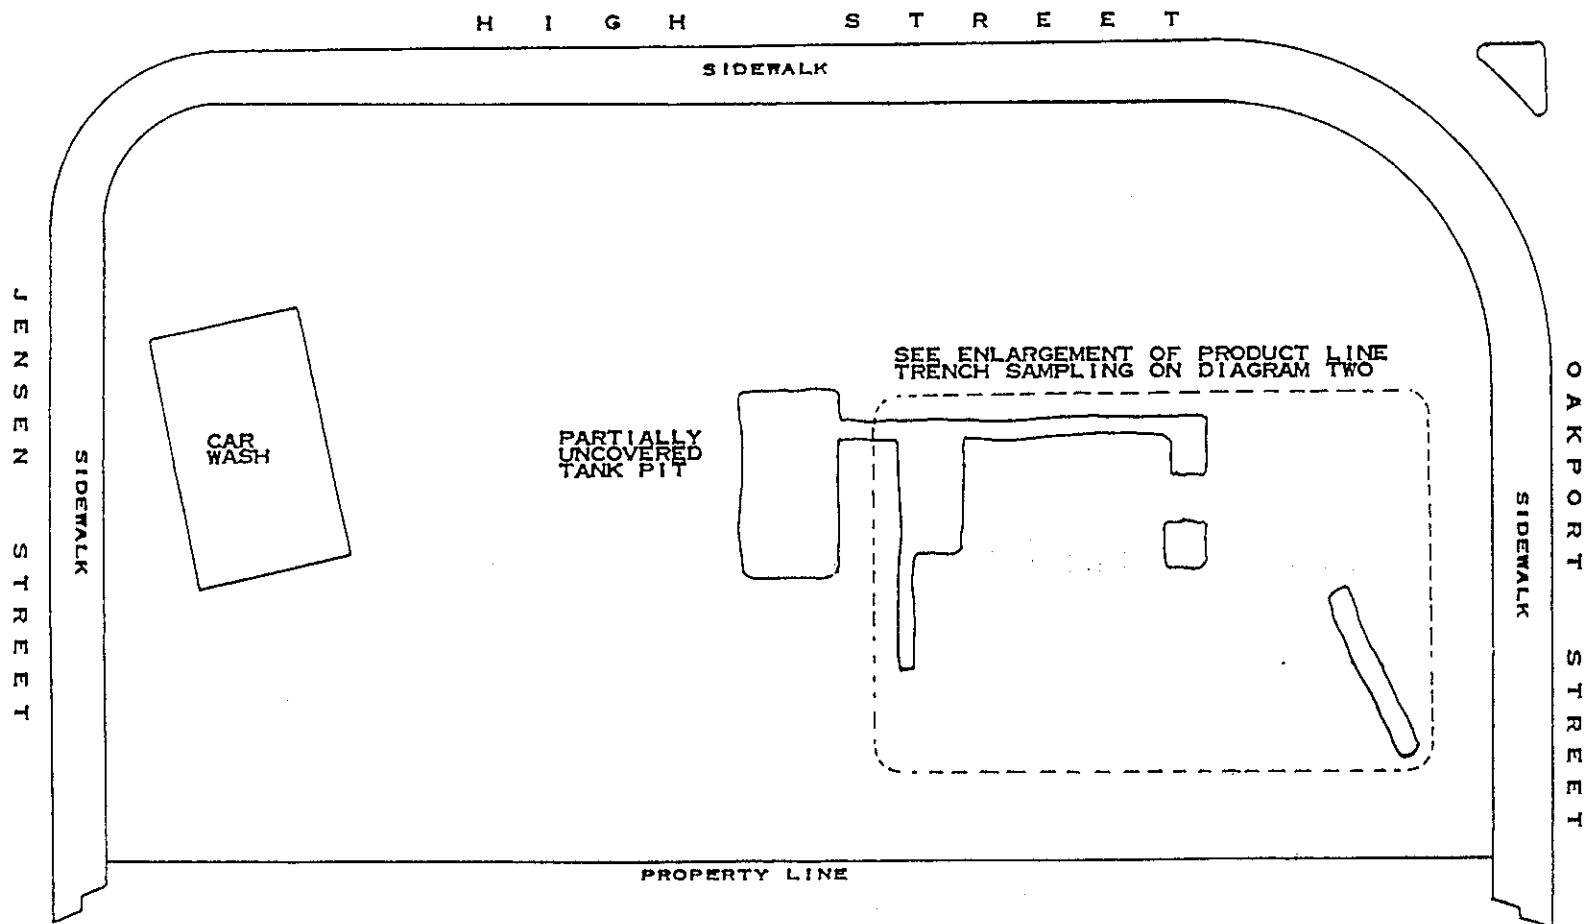 HIGH STREET
SIDEWALK
JENSEN STREET
SEE ENLARGEMENT OF PRODUCT LINE
TRENCH SAMPLING ON DIAGRAM TWO
OAKPORT STREET
CAR
WASH
PARTIALLY
UNCOVERED
TANK PIT
SIDEWALK
SIDEWALK
PROPERTY LINE